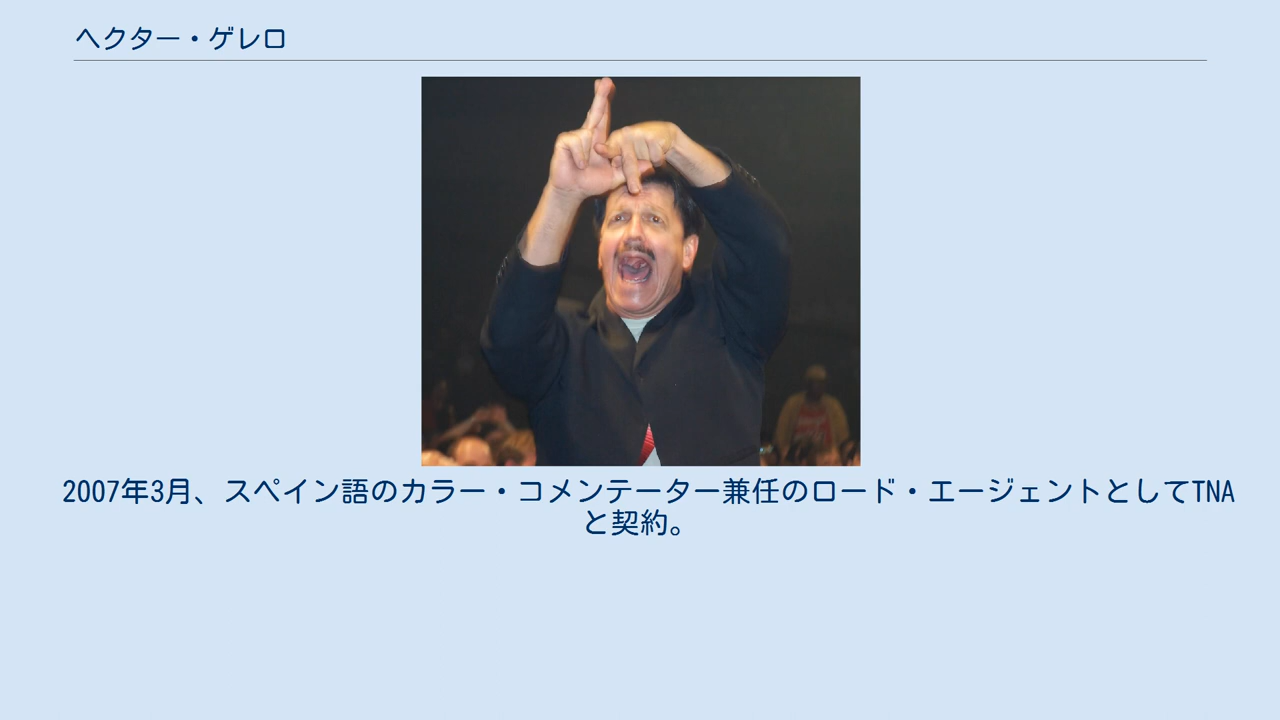 ヘクター・ゲレロ
2007年3月、スペイン語のカラー・コメンテーター兼任のロード・エージェントとしてTNA
と契約。